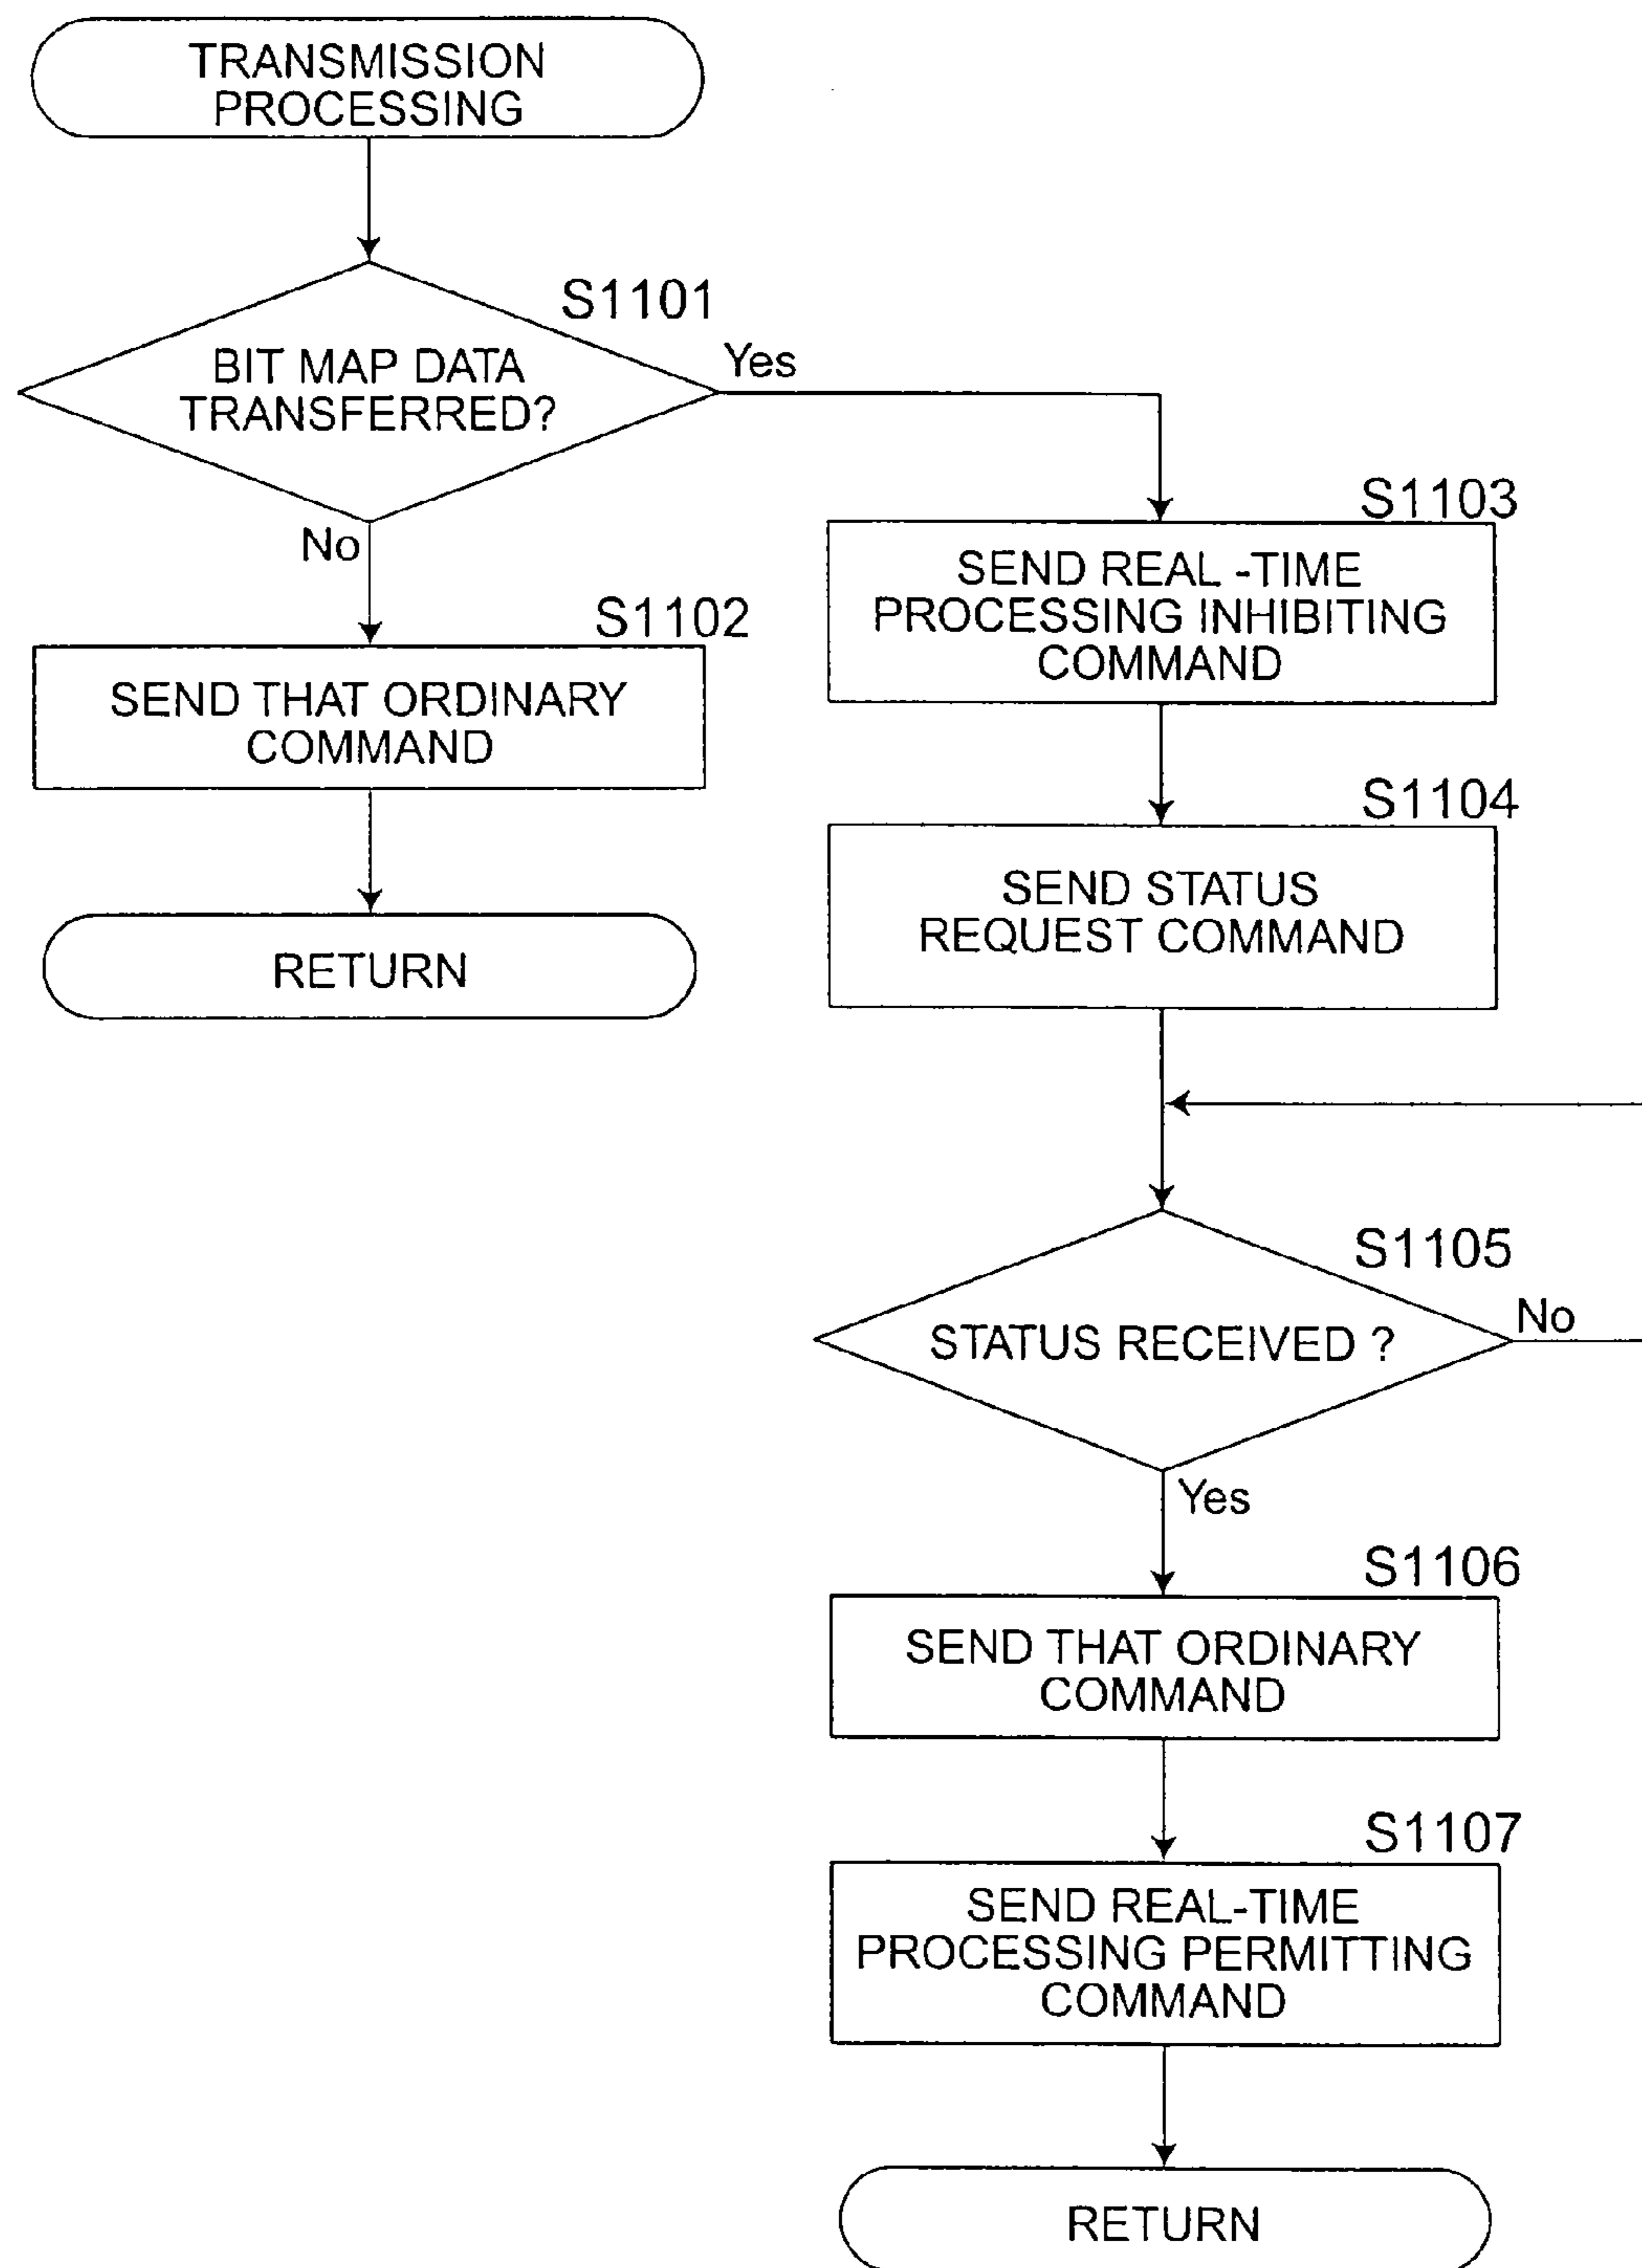 TRANSMISSION
PROCESSING
S1101
BIT MAP DATA
TRANSFERRED?
Yes
No
S1102
SEND THAT ORDINARY
COMMAND
RETURN
S1103
SEND REAL -TIME
PROCESSING INHIBITING
COMMAND
S1104
SEND STATUS
REQUEST COMMAND
S1105
STATUS RECEIVED ?
No
Yes
S1106
SEND THAT ORDINARY
COMMAND
S1107
SEND REAL-TIME
PROCESSING PERMITTING
COMMAND
RETURN